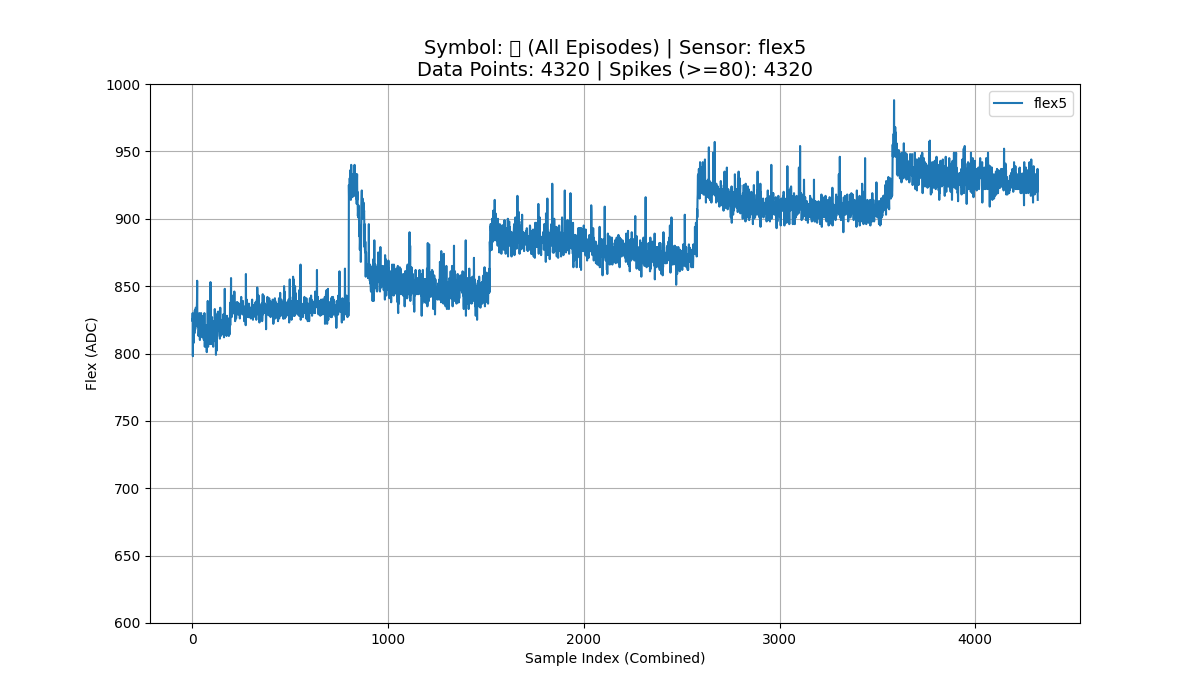 Symbol: (All Episodes) | Sensor: flex5
Data Points: 4320 | Spikes (>=80): 4320
1000
950
900
850
800
750
700
650
600
Flex (ADC)
flex5
0
1000
2000
3000
4000
Sample Index (Combined)